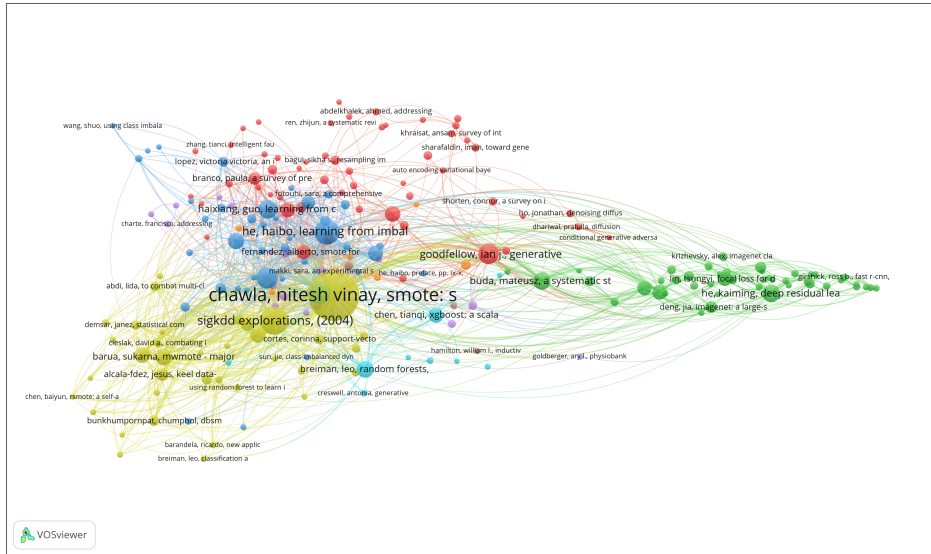 abdelkhalek, ahmed, addressing
ren, zhijun, a systematic revi
wang, shuo, using class imbala
khraisat, ansam, survey of int
zhang, tianci, intelligent fau
sharafaldin, iman, toward gene
lopez, victoria victoria, an i
bagui, sikha s., resampling im
auto encoding variational baye
branco, paula, a survey of pre
fotouhi, sara, a comprehensive
shorten, connor, a survey on i
haixiang, guo, learning from c
ho, jonathan, denoising diffus
charte, francisco, addressing
dhariwal, prafulla, diffusion
he, haibo, learning from imbal
conditional generative adversa
fernandez, alberto, smote for
goodfellow, ian j., generative
krizhevsky, alex, imagenet cla
makki, sara, an experimental s
he, haibo, preface, pp. ix-x,
lin, tsungyi, focal loss for d
girshick, ross b., fast r-cnn,
buda, mateusz, a systematic st
abdi, lida, to combat multi-cl
chawla, nitesh vinay, smote: s
he, kaiming, deep residual lea
deng, jia, imagenet: a large-s
chen, tianqi, xgboost: a scala
sigkdd explorations, (2004)
demsar, janez, statistical com
cieslak, david a., combating i
cortes, corinna, support-vecto
hamilton, william l., inductiv
barua, sukarna, mwmote - major
sun, jie, class-imbalanced dyn
goldberger, ary l., physiobank
breiman, leo, random forests,
alcala-fdez, jesus, keel data-
using random forest to learn i
chen, baiyun, rsmote: a self-a
creswell, antonia, generative
bunkhumpornpat, chumphol, dbsm
barandela, ricardo, new applic
breiman, leo, classification a
VOSviewer